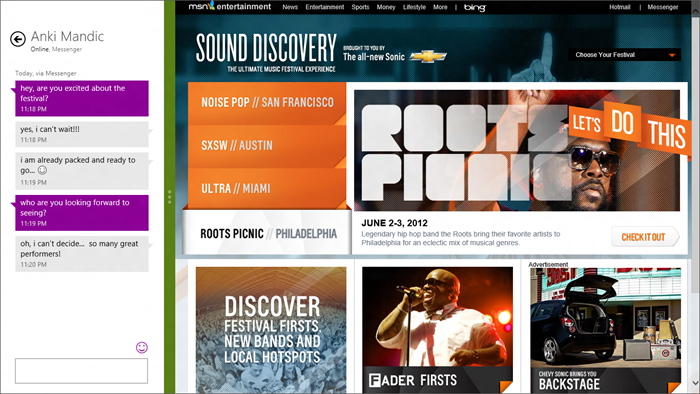 Anki Mandic
Online, Messenger
Today, via Messenger
hey, are you excited about the
festival?
11:18 PM
yes, i can't wait!!!
11:18 PM
i am already packed and ready to
go...
11:19 PM
who are you looking forward to
seeing?
11:19 PM
oh, i can't decide... so many great
performers!
11:20 PM
msn entertainment News Entertainment Sports Money Lifestyle More | bing Hotmail | Messenger
SOUND DISCOVERY
THE ULTIMATE MUSIC FESTIVAL EXPERIENCE
BROUGHT TO YOU BY
The all-new Sonic
Choose Your Festival
NOISE POP // SAN FRANCISCO
SXSW // AUSTIN
ULTRA // MIAMI
ROOTS PICNIC // PHILADELPHIA
ROOTS
PICNIC
LET'S DO THIS
JUNE 2-3, 2012
Legendary hip hop band the Roots bring their favorite artists to
Philadelphia for an eclectic mix of musical genres.
CHECK IT OUT
DISCOVER
FESTIVAL FIRSTS,
NEW BANDS AND
LOCAL HOTSPOTS
FADER FIRSTS
Advertisement
CHEVY SONIC BRINGS YOU
BACKSTAGE